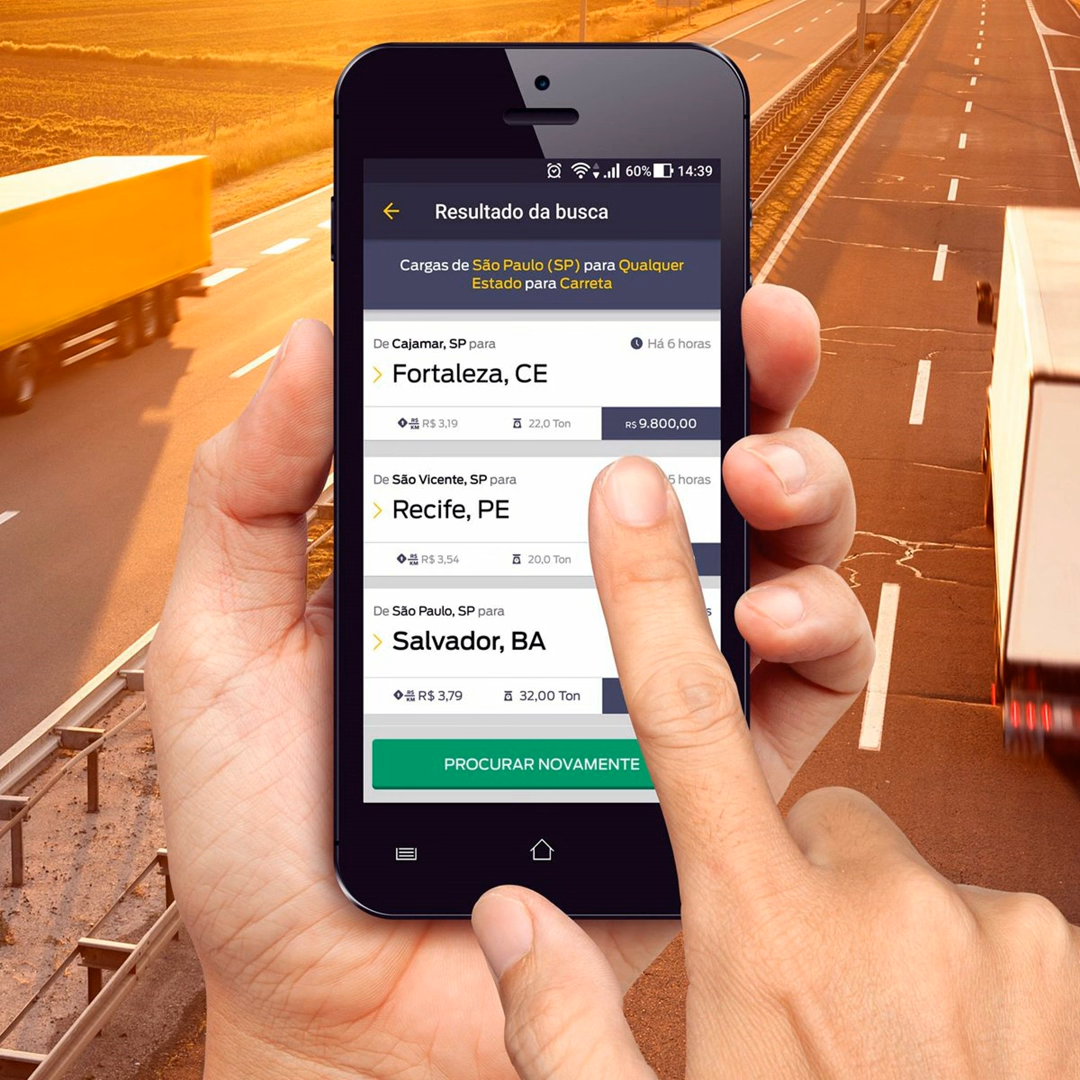 60% 14:39
Resultado da busca
Cargas de São Paulo (SP) para Qualquer
Estado para Carreta
De Cajamar, SP para Há 6 horas
Fortaleza, CE
R$ KM R$ 3,19 22,0 Ton R$ 9.800,00
De São Vicente, SP para 5 horas
Recife, PE
R$ KM R$ 3,54 20,0 Ton
De São Paulo, SP para
Salvador, BA
R$ KM R$ 3,79 32,00 Ton
PROCURAR NOVAMENTE